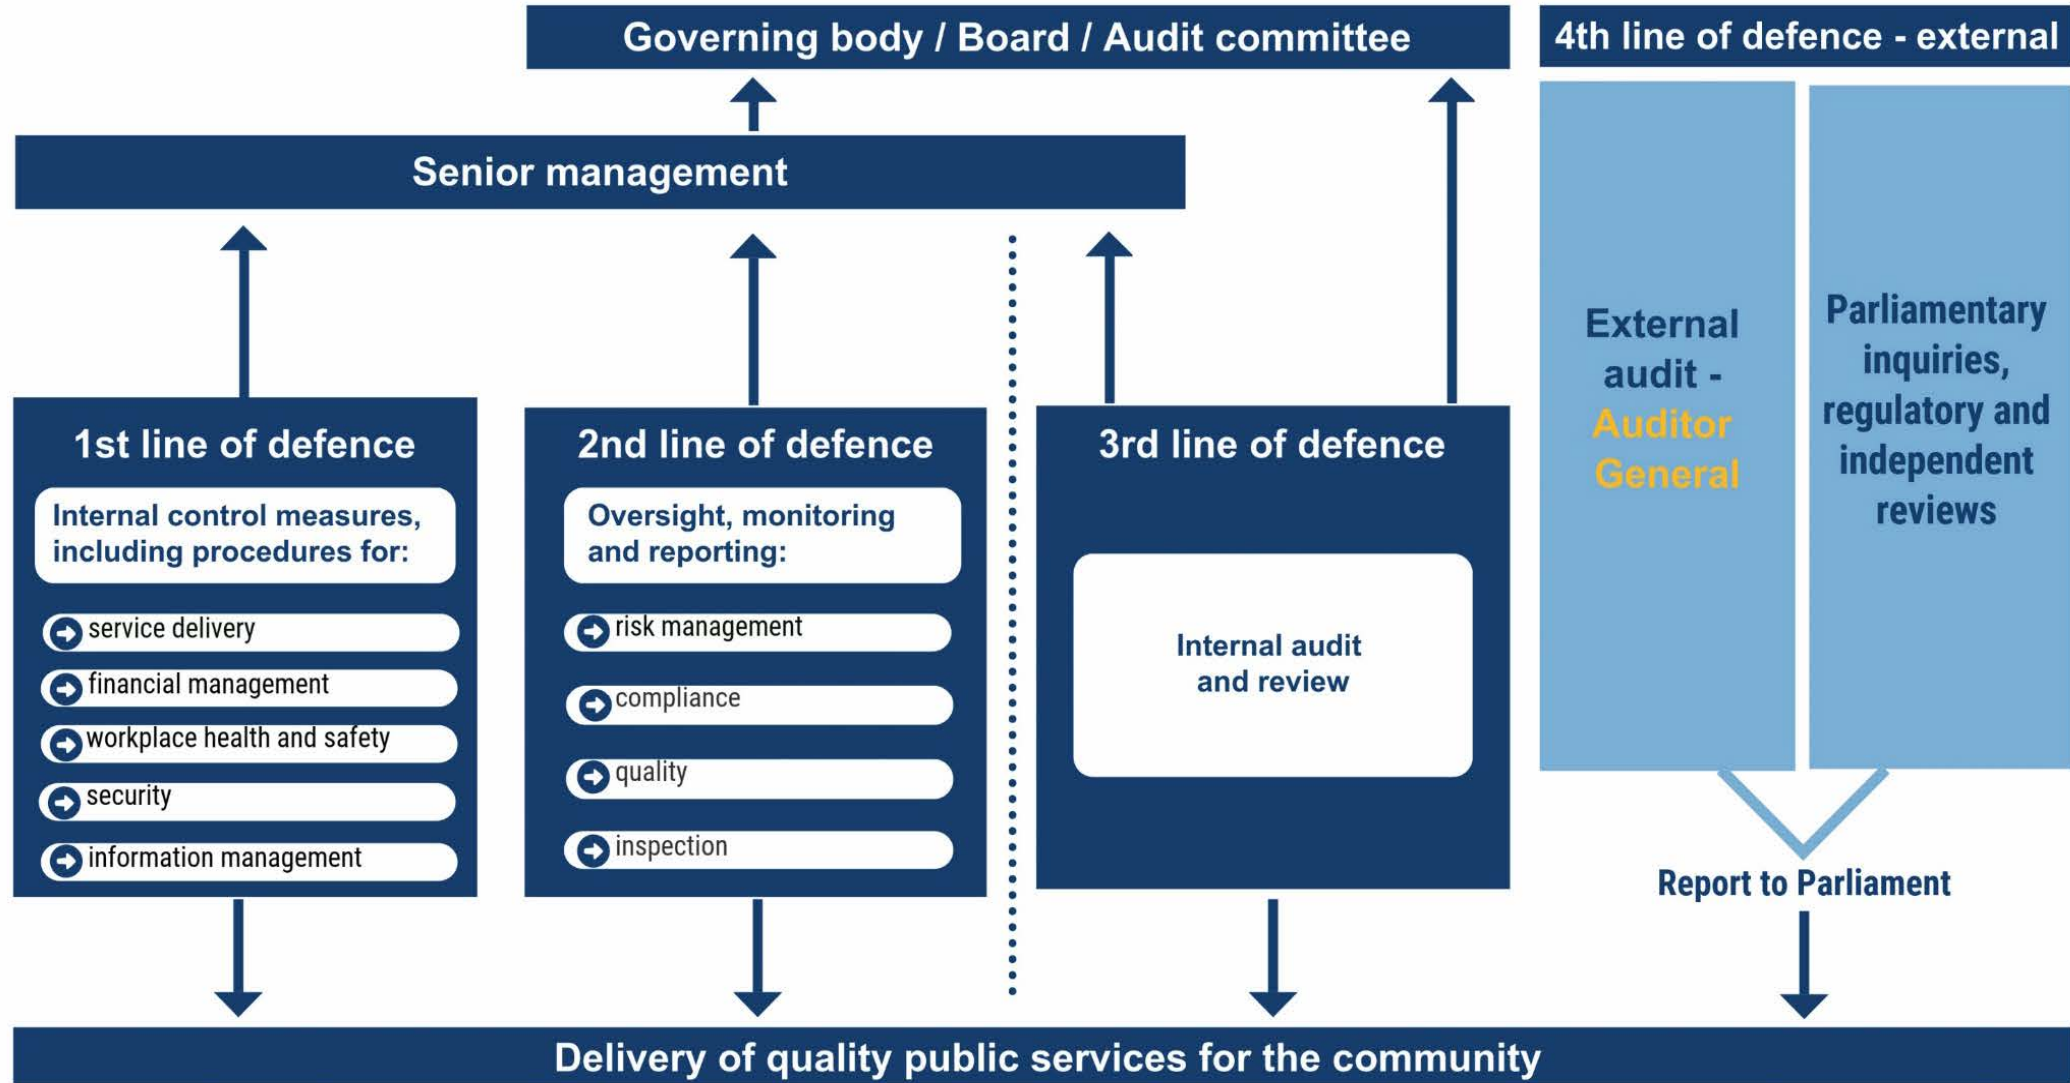 Governing body / Board / Audit committee
4th line of defence - external
Senior management
1st line of defence
Internal control measures,
including procedures for:
service delivery
financial management
workplace health and safety
security
information management
2nd line of defence
Oversight, monitoring
and reporting:
risk management
compliance
quality
inspection
3rd line of defence
Internal audit
and review
External
audit -
Auditor
General
Parliamentary
inquiries,
regulatory and
independent
reviews
Report to Parliament
Delivery of quality public services for the community